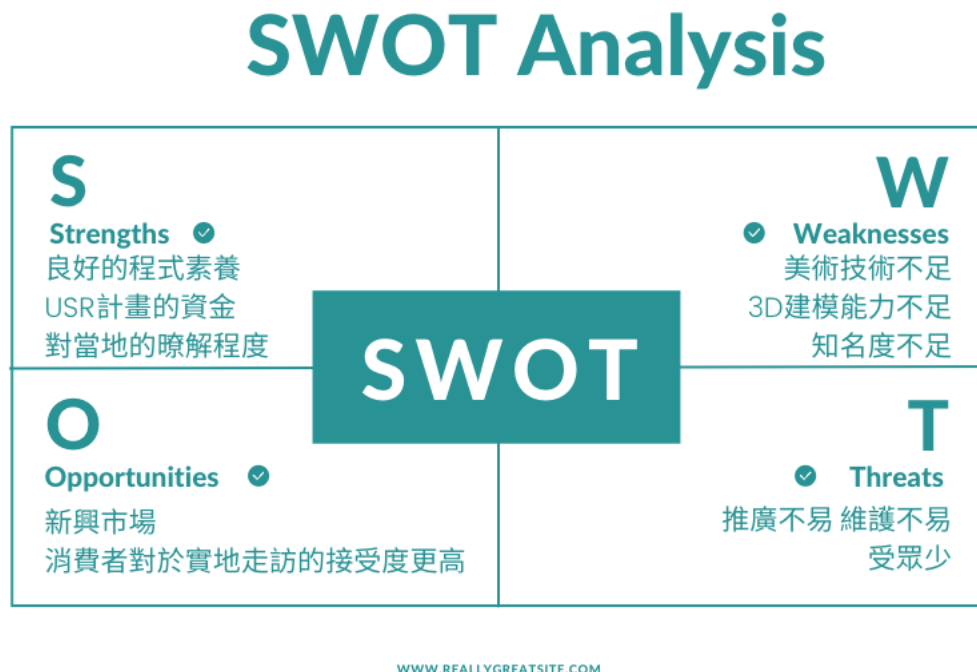 SWOT Analysis
S
Strengths
良好的程式素養
USR計畫的資金
對當地的暸解程度
W
Weaknesses
美術技術不足
3D建模能力不足
知名度不足
SWOT
O
Opportunities
新興市場
消費者對於實地走訪的接受度更高
T
Threats
推廣不易 維護不易
受眾少
WWW.REALLYGREATSITE.COM